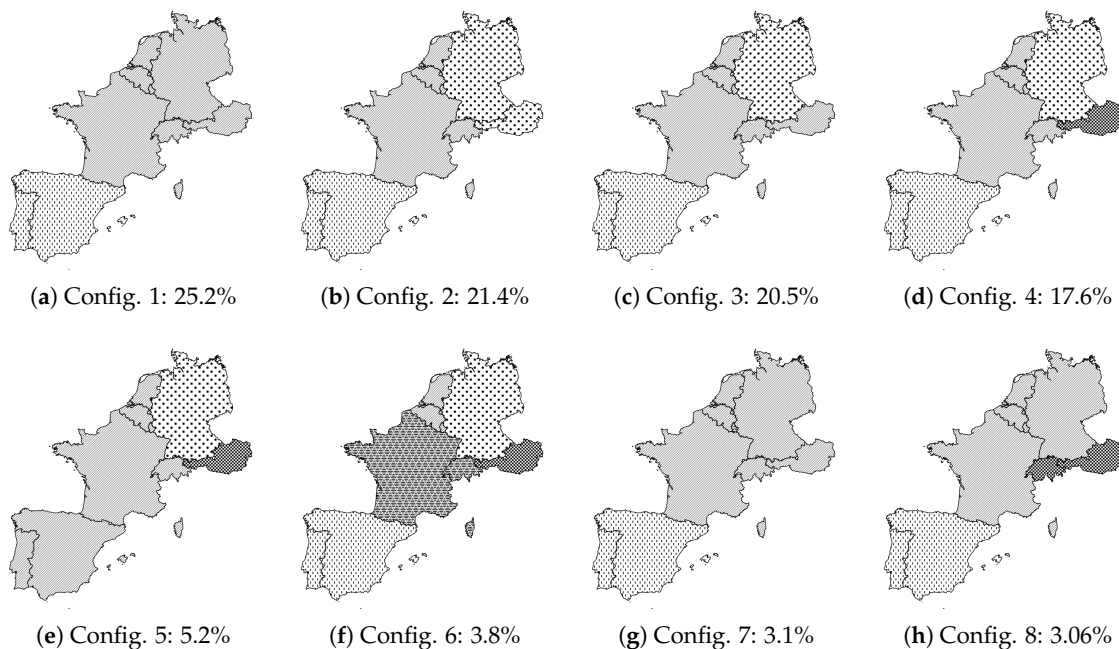 (a) Config. 1: 25.2%
(b) Config. 2: 21.4%
(c) Config. 3: 20.5%
(d) Config. 4: 17.6%
(e) Config. 5: 5.2%
(f) Config. 6: 3.8%
(g) Config. 7: 3.1%
(h) Config. 8: 3.06%